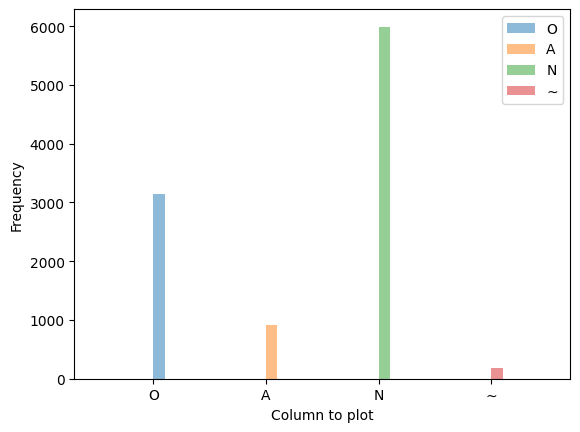 6000
5000
4000
3000
2000
1000
0
Frequency
O A N ~
Column to plot
O
A
N
~